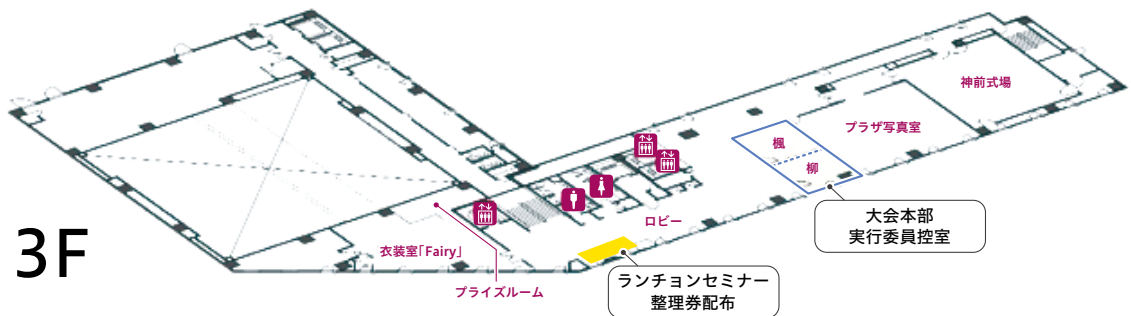 神前式場
プラザ写真室
楓
柳
大会本部
実行委員控室
ロビー
衣装室「Fairy」
プライズルーム
ランチョンセミナー
整理券配布
3F